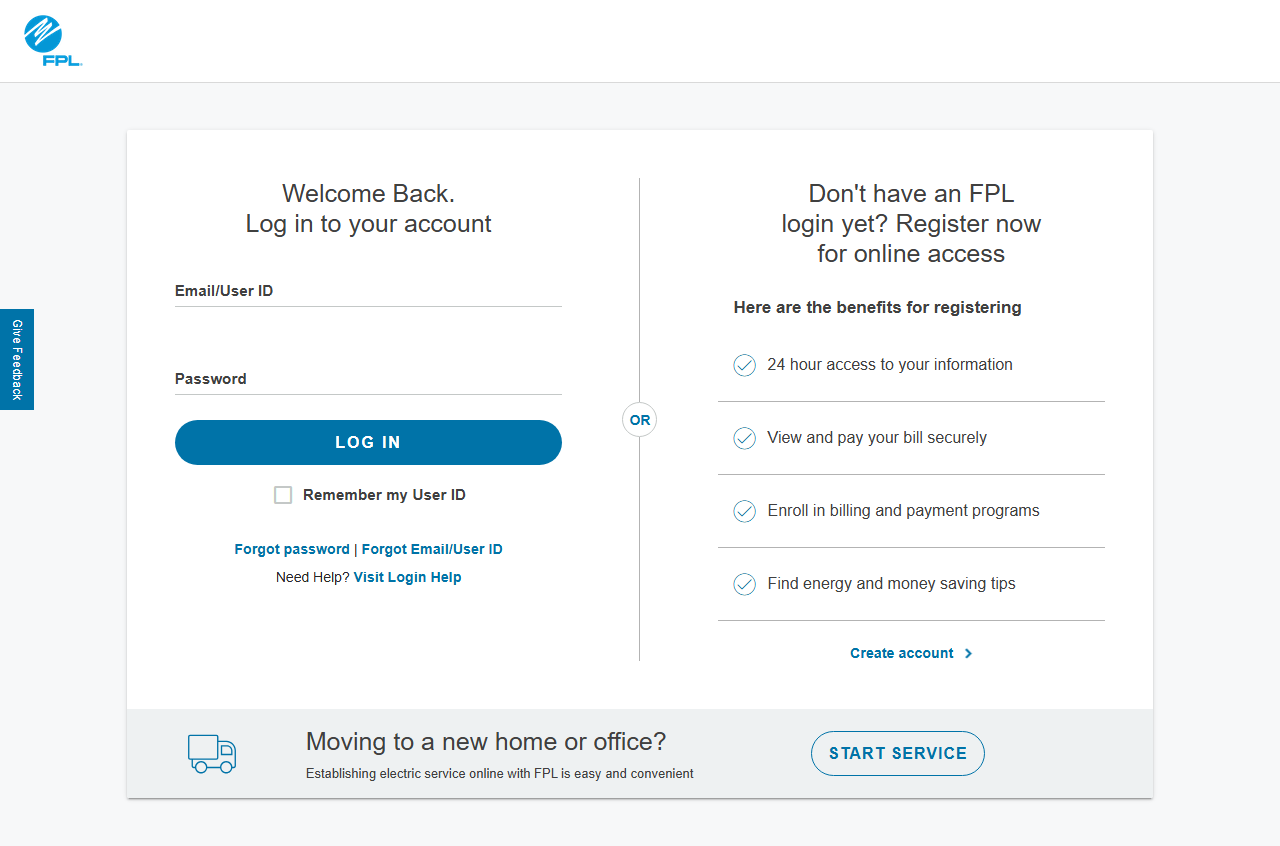 FPL
Give Feedback
Welcome Back.
Log in to your account
Email/User ID
Password
LOG IN
Remember my User ID
Forgot password | Forgot Email/User ID
Need Help? Visit Login Help
OR
Don't have an FPL
login yet? Register now
for online access
Here are the benefits for registering
24 hour access to your information
View and pay your bill securely
Enroll in billing and payment programs
Find energy and money saving tips
Create account
Moving to a new home or office?
Establishing electric service online with FPL is easy and convenient
START SERVICE